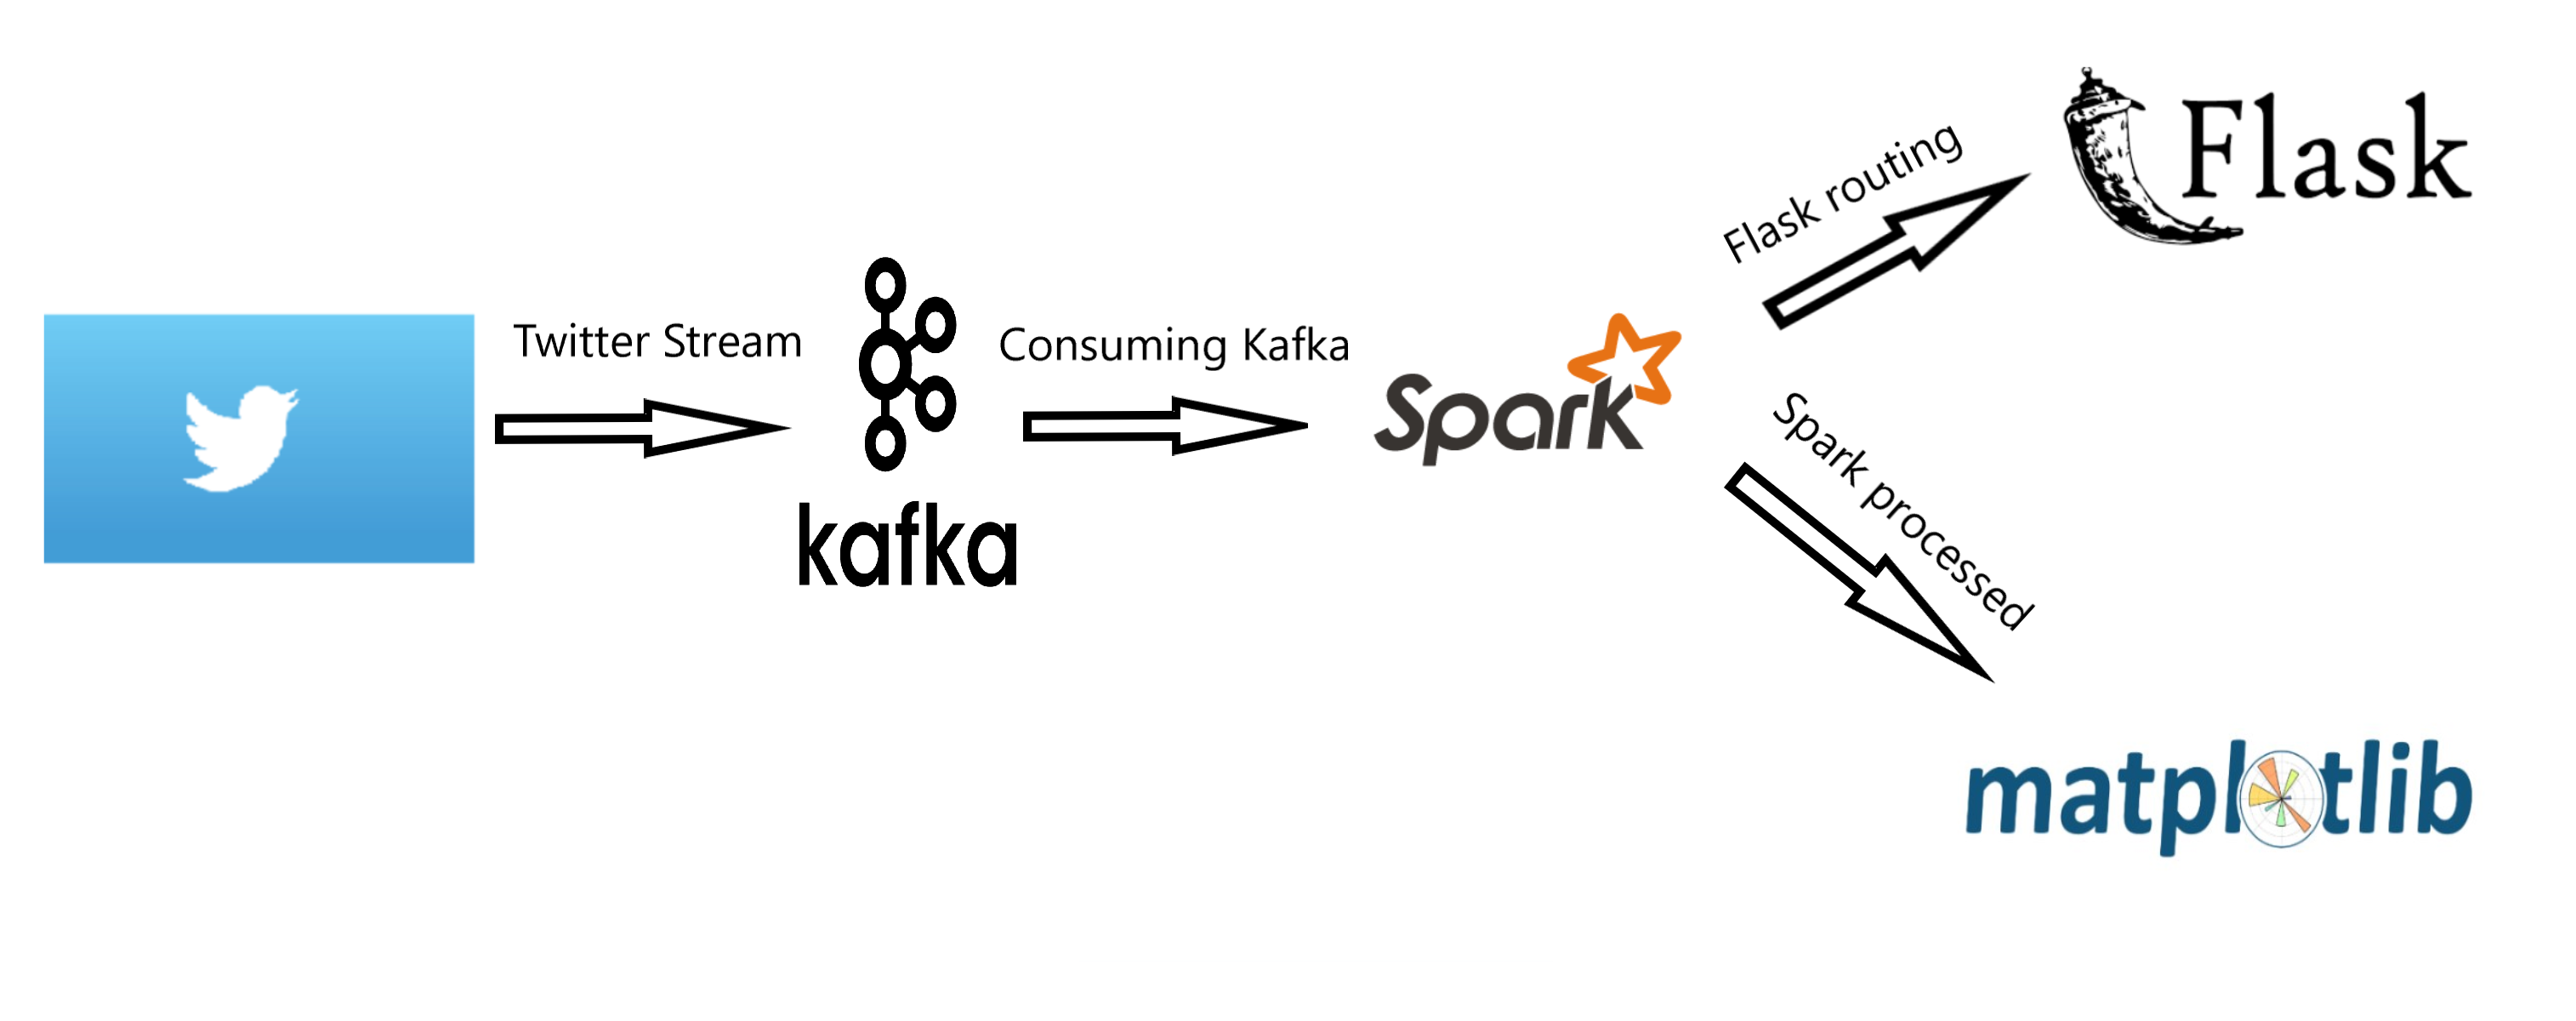 Twitter Stream
kafka
Consuming Kafka
Spark
Flask routing
Flask
Spark processed
matplotlib